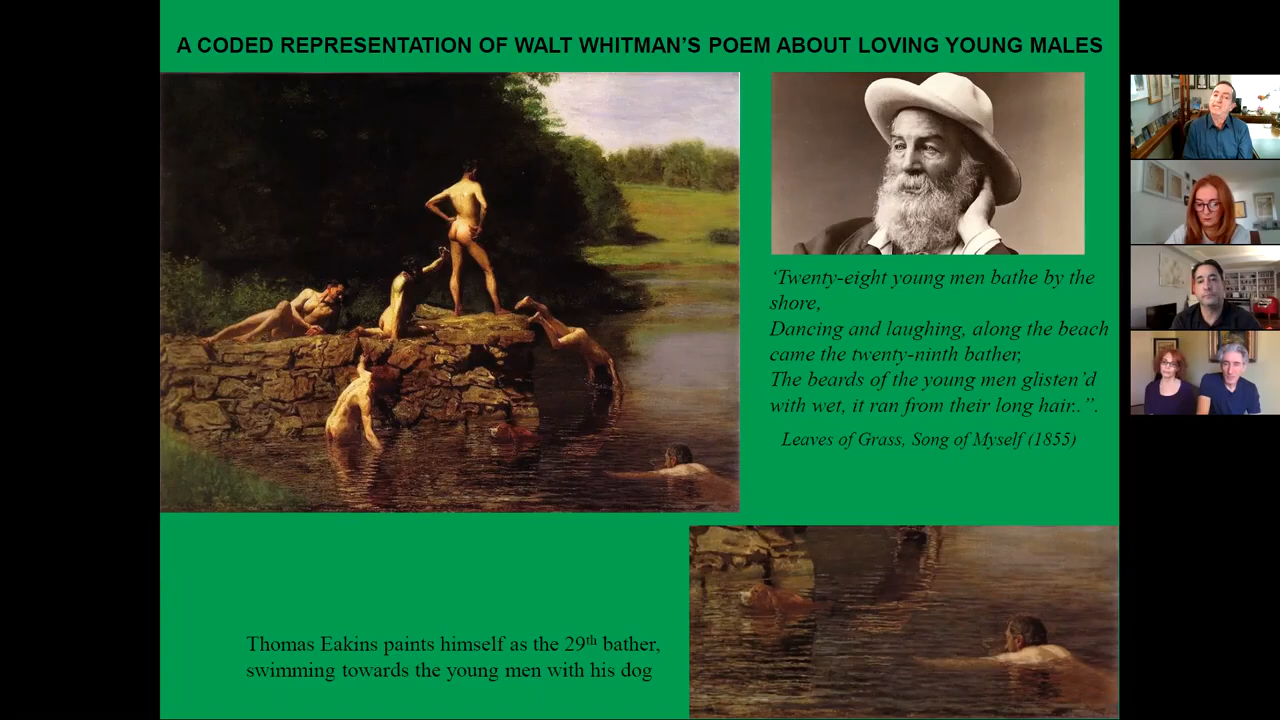 A CODED REPRESENTATION OF WALT WHITMAN’S POEM ABOUT LOVING YOUNG MALES
‘Twenty-eight young men bathe by the
shore,
Dancing and laughing, along the beach
came the twenty-ninth bather,
The beards of the young men glisten’d
with wet, it ran from their long hair..”.
Leaves of Grass, Song of Myself (1855)
Thomas Eakins paints himself as the 29th bather,
swimming towards the young men with his dog